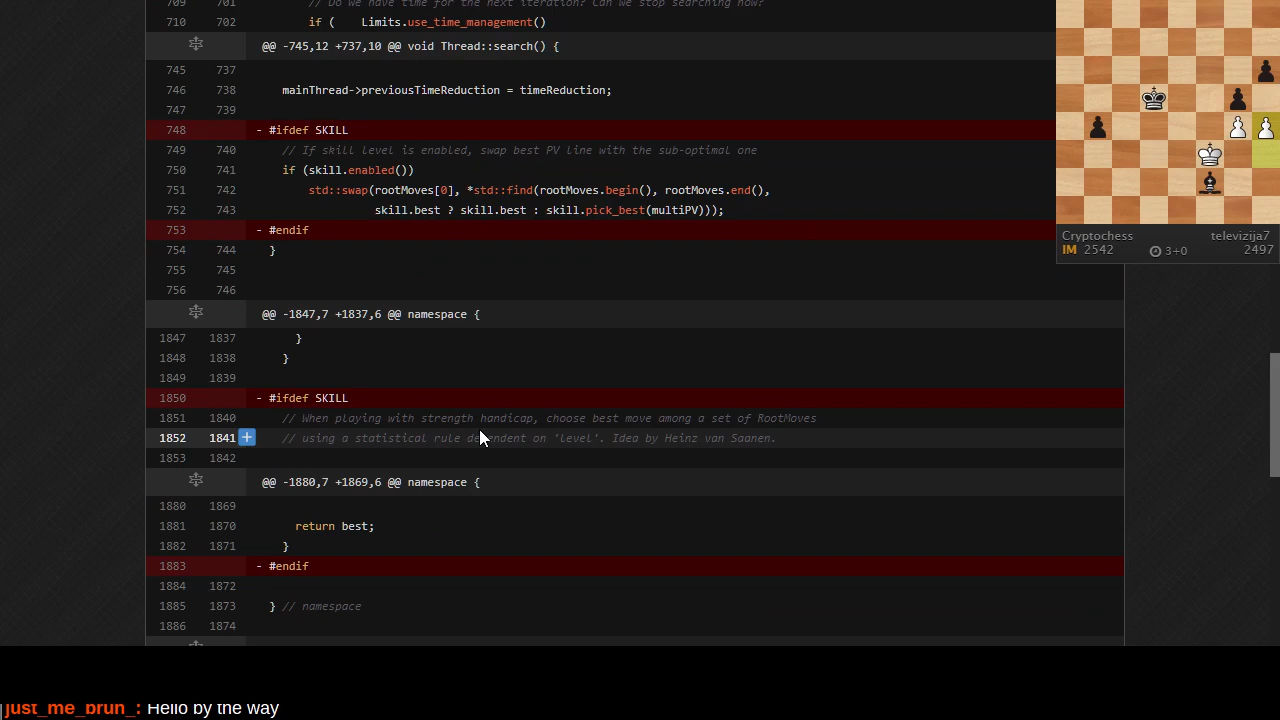 709 701 // Do we have time for the next iteration? Can we stop searching now?
710 702 if ( Limits.use_time_management()
@@ -745,12 +737,10 @@ void Thread::search() {
745 737
746 738 mainThread->previousTimeReduction = timeReduction;
747 739
748 - #ifdef SKILL
749 740 // If skill level is enabled, swap best PV line with the sub-optimal one
750 741 if (skill.enabled())
751 742 std::swap(rootMoves[0], *std::find(rootMoves.begin(), rootMoves.end(),
752 743 skill.best ? skill.best : skill.pick_best(multiPV)));
753 - #endif
754 744 }
755 745
756 746
@@ -1847,7 +1837,6 @@ namespace {
1847 1837 }
1848 1838 }
1849 1839
1850 - #ifdef SKILL
1851 1840 // When playing with strength handicap, choose best move among a set of RootMoves
1852 1841 + // using a statistical rule dependent on 'level'. Idea by Heinz van Saanen.
1853 1842
@@ -1880,7 +1869,6 @@ namespace {
1880 1869
1881 1870 return best;
1882 1871 }
1883 - #endif
1884 1872
1885 1873 } // namespace
1886 1874
Cryptochess televizija7
IM 2542 3+0 2497
just_me_brun_: Hello by the way